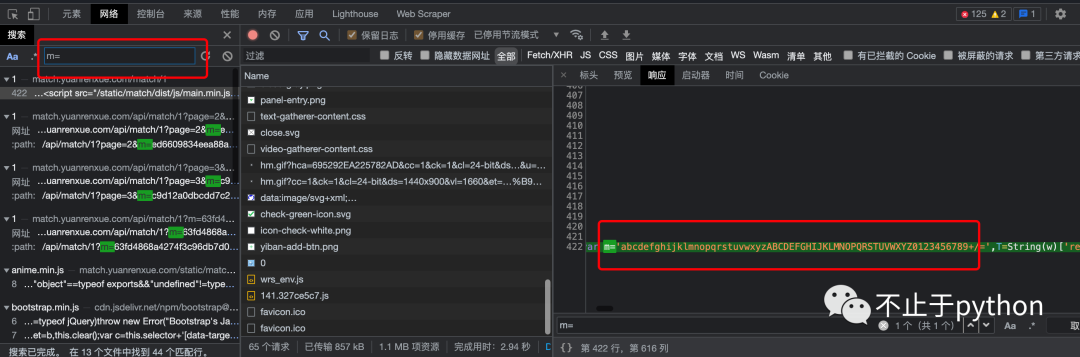 元素 网络 控制台 来源 性能 内存 应用 Lighthouse Web Scraper 125 2 1
搜索
Aa .* m=
保留日志 停用缓存 已停用节流模式
过滤 反转 隐藏数据网址 全部 Fetch/XHR JS CSS 图片 媒体 字体 文档 WS Wasm 清单 其他 有已拦截的 Cookie 被屏蔽的请求 第三方请求
1 — match.yuanrenxue.com/match/1
422 …<script src="/static/match/dist/js/main.min.js…
网址 …uanrenxue.com/api/match/1?page=2&m=e…
:path: /api/match/1?page=2&m=ed6609834eea88a…
1 — match.yuanrenxue.com/api/match/1?page=3&…
网址 …uanrenxue.com/api/match/1?page=3&m=c9…
:path: /api/match/1?page=3&m=c9d12a0dbcdd7c2…
1 — match.yuanrenxue.com/api/match/1?m=63fd4…
网址 …uanrenxue.com/api/match/1?m=63fd4868a…
:path: /api/match/1?m=63fd4868a4274f3c96db7d0…
anime.min.js — match.yuanrenxue.com/static/matc…
8 …"object"==typeof exports&&"undefined"!=typ…
bootstrap.min.js — cdn.jsdelivr.net/npm/bootstrap@…
6 …=typeof jQuery)throw new Error("Bootstrap's Ja…
7 …et=b,this.clear();var c=this.selector+'[data-targe…
搜索已完成。 在 13 个文件中找到 44 个匹配行。
Name
panel-entry.png
text-gatherer-content.css
close.svg
video-gatherer-content.css
hm.gif?hca=695292EA225782AD&cc=1&ck=1&cl=24-bit&ds…&u=…
hm.gif?cc=1&ck=1&cl=24-bit&ds=1440x900&vl=1660&et=…%B9…
data:image/svg+xml;…
check-green-icon.svg
icon-check-white.png
yiban-add-btn.png
0
wrs_env.js
141.327ce5c7.js
favicon.ico
favicon.ico
65 个请求 已传输 857 kB 1.1 MB 项资源 完成用时：2.94 秒
× 标头 预览 响应 启动器 时间 Cookie
407
408
409
410
411
412
413
414
415
416
417
418
419
420
421
422 ar m='abcdefghijklmnopqrstuvwxyzABCDEFGHIJKLMNOPQRSTUVWXYZ0123456789+/=',T=String(w)['re
m= 1 个（共 1 个） Aa .* 取
{} 第 422 行，第 616 列
不止于python